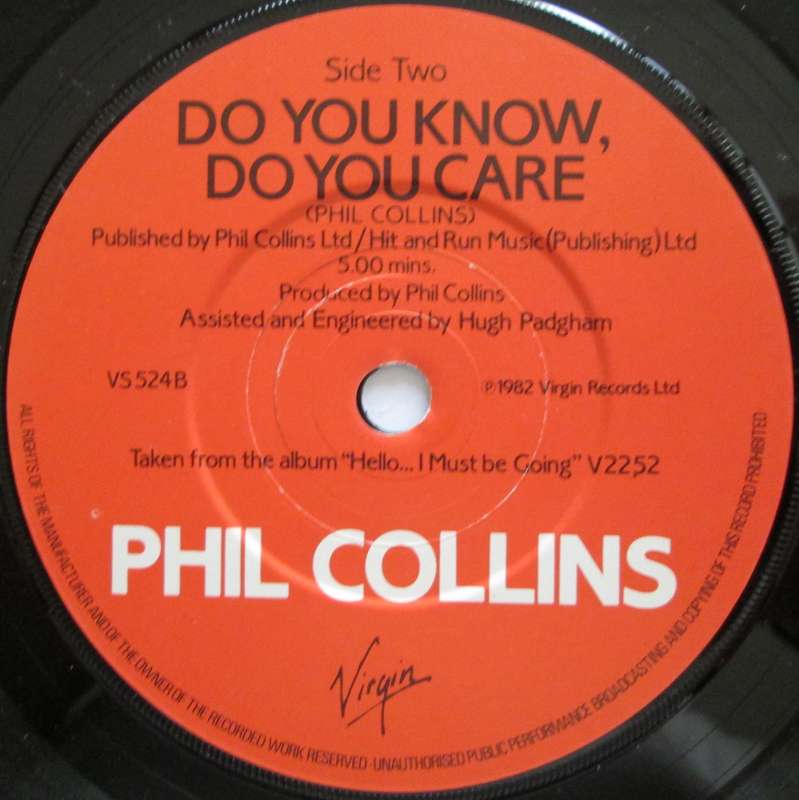 Side Two
DO YOU KNOW,
DO YOU CARE
(PHIL COLLINS)
Published by Phil Collins Ltd/Hit and Run Music (Publishing) Ltd
5.00 mins.
Produced by Phil Collins
Assisted and Engineered by Hugh Padgham
VS 524 B
℗1982 Virgin Records Ltd
Taken from the album "Hello... I Must be Going" V2252
PHIL COLLINS
Virgin
ALL RIGHTS OF THE MANUFACTURER AND OF THE OWNER OF THE RECORDED WORK RESERVED · UNAUTHORISED PUBLIC PERFORMANCE BROADCASTING AND COPYING OF THIS RECORD PROHIBITED